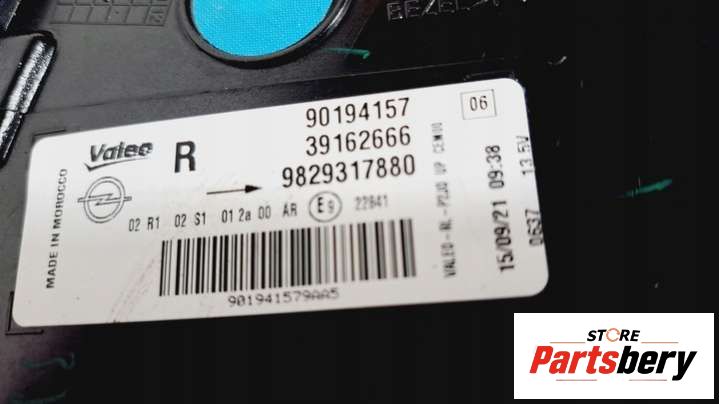 BEZEL
Valeo
R
90194157
39162666
9829317880
06
MADE IN MOROCCO
02 R1 02 S1 01 2a 00 AR E9 22841
901941579AA5
VALEO-RL-P2JO UP CEMOO
15/09/21 09:38
0637 13.5V
STORE
Partsbery